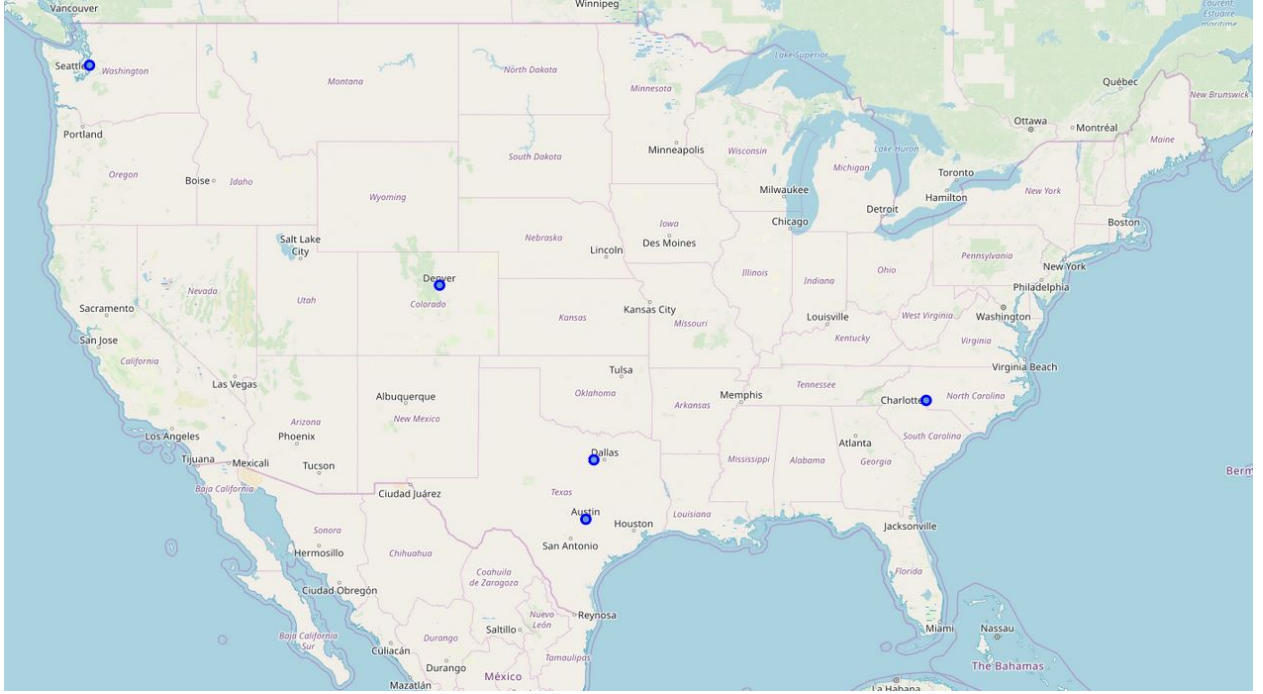 Vancouver
Winnipeg
Laurent.
Estuaire
maritime
Seattle
Washington
Montana
North Dakota
Minnesota
Lake Superior
Québec
New Brunswick
Portland
Ottawa
Montréal
Maine
Oregon
Boise
Idaho
South Dakota
Minneapolis
Wisconsin
Michigan
Lake Huron
Toronto
Wyoming
Milwaukee
Hamilton
New York
Iowa
Chicago
Detroit
Boston
Salt Lake
City
Nebraska
Lincoln
Des Moines
Nevada
Utah
Denver
Colorado
Illinois
Indiana
Ohio
Pennsylvania
New York
Philadelphia
Sacramento
Kansas
Kansas City
Missouri
Louisville
West Virginia
Washington
San Jose
Kentucky
Virginia
California
Las Vegas
Tulsa
Tennessee
Virginia Beach
Albuquerque
New Mexico
Oklahoma
Arkansas
Memphis
Charlotte
North Carolina
Arizona
Los Angeles
Phoenix
Atlanta
South Carolina
Tijuana
Mexicali
Tucson
Dallas
Mississippi
Alabama
Georgia
Baja California
Ciudad Juárez
Texas
Berm
Sonora
Austin
Houston
Louisiana
Jacksonville
Hermosillo
Chihuahua
San Antonio
Coahuila
de Zaragoza
Florida
Ciudad Obregón
Nuevo
León
Reynosa
Baja California
Sur
Durango
Saltillo
Miami
Nassau
Culiacán
Tamaulipas
Durango
México
The Bahamas
Mazatlán
La Habana